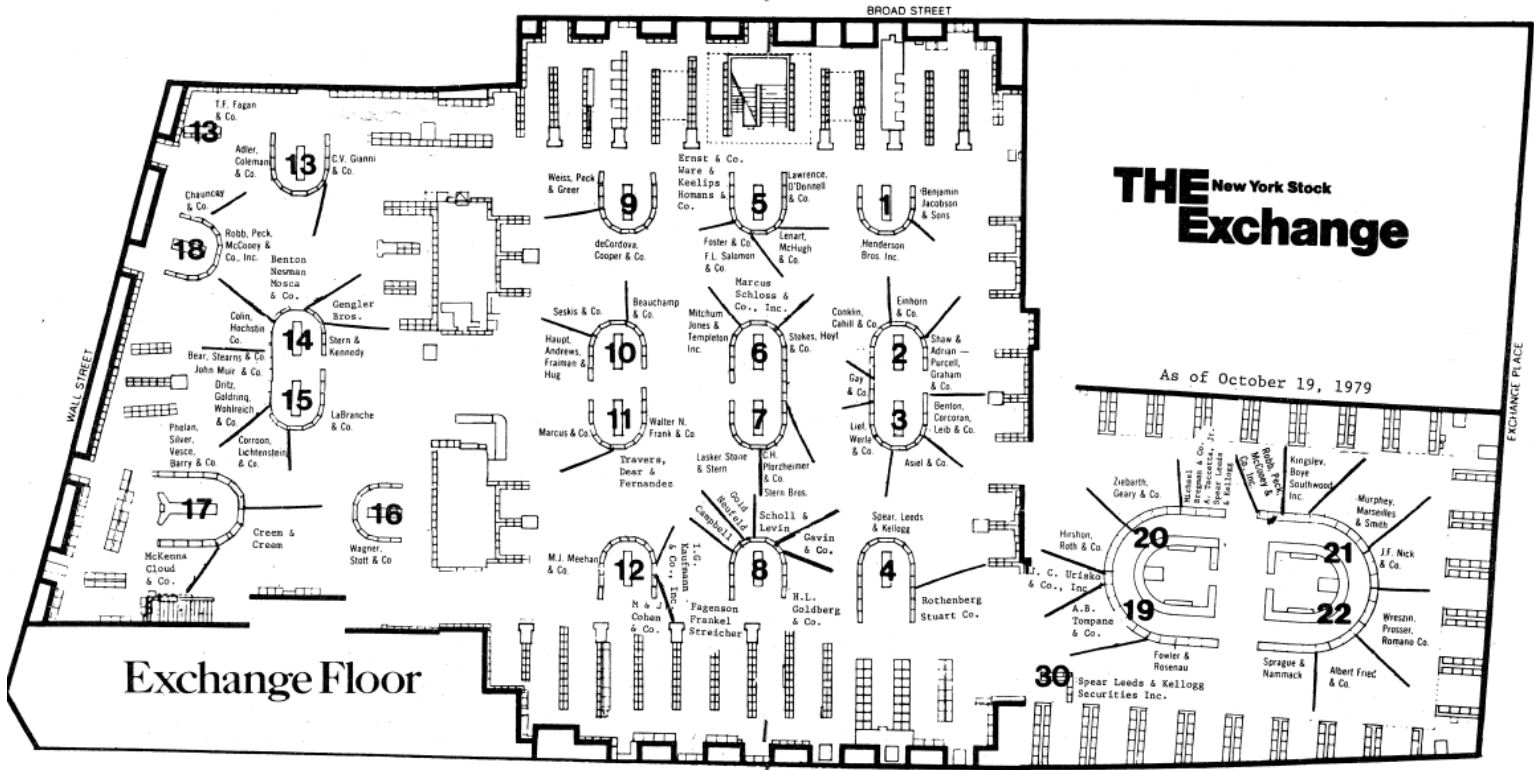 BROAD STREET
T.F. Fagan
& Co.
13
Adler,
Coleman
& Co.
13
C.V. Gianni
& Co.
Chauncey
& Co.
18
Robb, Peck,
McCooey &
Co., Inc.
Benton
Newman
Mosca
& Co.
Gengler
Bros.
Colin,
Hochstin
Co.
14
Stern &
Kennedy
Bear, Stearns & Co.
John Muir & Co.
Dritz,
Goldring,
Wohlreich
& Co.
15
LaBranche
& Co.
Phelan,
Silver,
Vesce,
Barry & Co.
Corroon,
Lichtenstein
& Co.
17
Creem &
Creem
McKenna
Cloud
& Co.
16
Wagner,
Stott & Co
WALL STREET
Exchange Floor
Weiss, Peck
& Greer
9
deCordova,
Cooper & Co.
Ernst & Co.
Ware &
Keelips
Homans &
Co.
5
Lawrence,
O'Donnell
& Co.
Foster & Co.
F.L. Salomon
& Co.
Lenart,
McHugh
& Co.
1
Benjamin
Jacobson
& Sons
Henderson
Bros. Inc.
Seskis & Co.
Beauchamp
& Co.
10
Haupt,
Andrews,
Fraiman &
Hug
11
Marcus & Co.
Walter N.
Frank & Co.
Travers,
Dear &
Fernandez
Marcus
Schloss &
Co., Inc.
Mitchum
Jones &
Templeton
Inc.
6
Stokes, Hoyt
& Co.
7
Lasker Stone
& Stern
C.H.
Pforzheimer
& Co.
Stern Bros.
Conklin,
Cahill & Co.
Einhorn
& Co.
2
Shaw &
Adrian —
Purcell,
Graham
& Co.
Gay
& Co.
3
Benton,
Corcoran,
Leib & Co.
Lief,
Werle
& Co.
Asiel & Co.
M.J. Meehan
& Co.
12
I.G.
Kaufmann
& Co., Inc.
M & J
Cohen
& Co.
Fagenson
Frankel
Streicher
Campbell
Gold
Neufeld
Scholl &
Levin
Gavin
& Co.
8
H.L.
Goldberg
& Co.
Spear, Leeds
& Kellogg
4
Rothenberg
Stuart Co.
THE New York Stock
Exchange
As of October 19, 1979
EXCHANGE PLACE
Ziebarth,
Geary & Co.
Michael
Bregman & Co.
A. Taccetta, Jr.
Spear Leeds
& Kellogg
Robb, Peck,
McCooey &
Co., Inc.
Kingsley,
Boye
Southwood
Inc.
Murphey,
Marseilles
& Smith
20
21
Hirshon,
Roth & Co.
J.F. Nick
& Co.
C. Urisko
& Co., Inc.
19
22
A.B.
Tompane
& Co.
Wreszin,
Prosser,
Romano Co.
Fowler &
Rosenau
Sprague &
Nammack
Albert Fried
& Co.
30
Spear Leeds & Kellogg
Securities Inc.